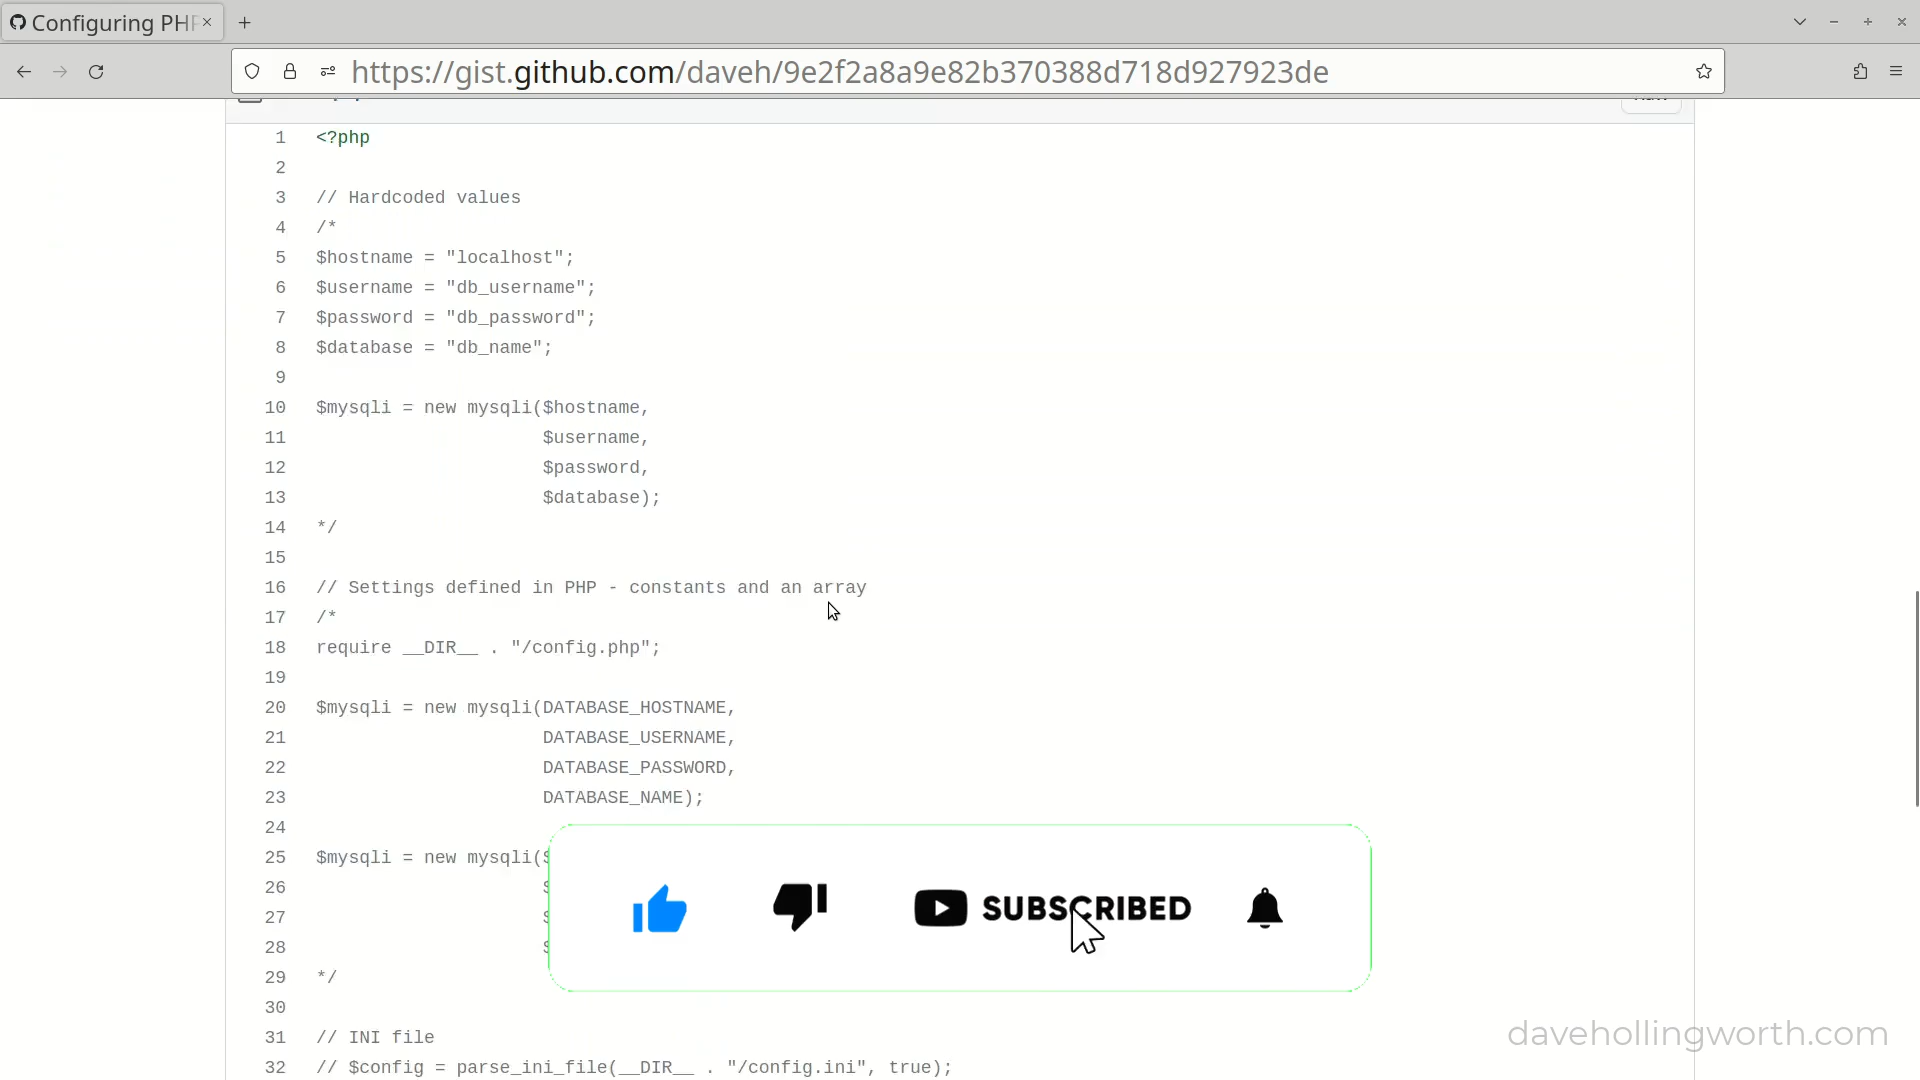 Configuring PHP
https://gist.github.com/daveh/9e2f2a8a9e82b370388d718d927923de
1 <?php
2
3 // Hardcoded values
4 /*
5 $hostname = "localhost";
6 $username = "db_username";
7 $password = "db_password";
8 $database = "db_name";
9
10 $mysqli = new mysqli($hostname,
11 $username,
12 $password,
13 $database);
14 */
15
16 // Settings defined in PHP - constants and an array
17 /*
18 require __DIR__ . "/config.php";
19
20 $mysqli = new mysqli(DATABASE_HOSTNAME,
21 DATABASE_USERNAME,
22 DATABASE_PASSWORD,
23 DATABASE_NAME);
24
25 $mysqli = new mysqli($
26 $
27 $
28 $
SUBSCRIBED
29 */
30
31 // INI file
32 // $config = parse_ini_file(__DIR__ . "/config.ini", true);
davehollingworth.com